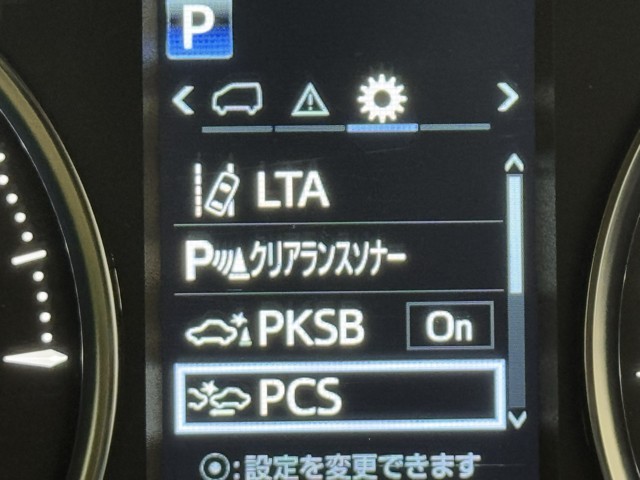 P
LTA
Pクリアランスソナー
PKSB On
PCS
◎:設定を変更できます